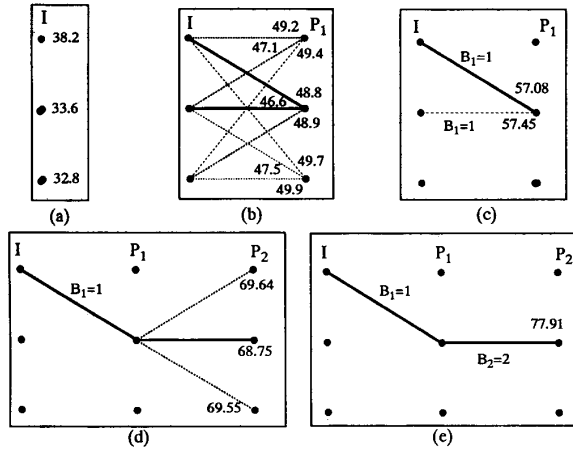 I
38.2
33.6
32.8
(a)
I P₁
49.2
47.1 49.4
48.8
46.6
48.9
49.7
47.5
49.9
(b)
I P₁
B₁=1
57.08
B₁=1 57.45
(c)
I P₁ P₂
69.64
B₁=1
68.75
69.55
(d)
I P₁ P₂
B₁=1
77.91
B₂=2
(e)